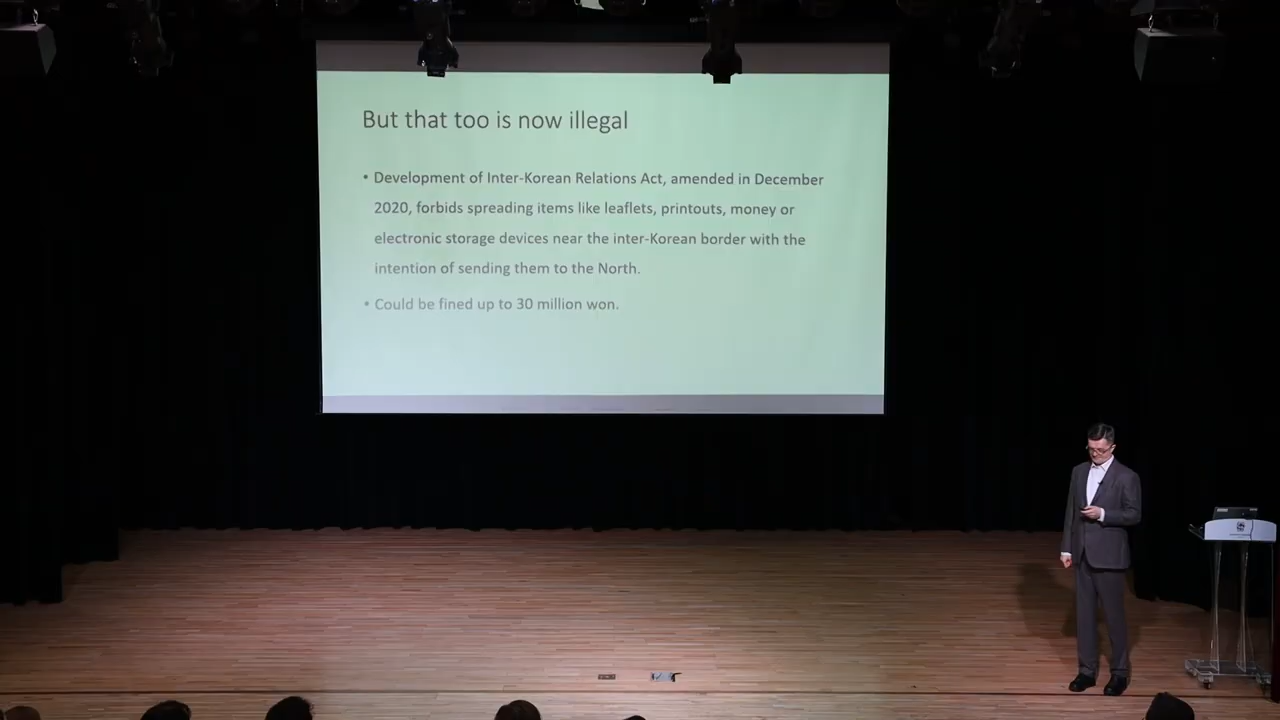 But that too is now illegal
• Development of Inter-Korean Relations Act, amended in December
2020, forbids spreading items like leaflets, printouts, money or
electronic storage devices near the inter-Korean border with the
intention of sending them to the North.
• Could be fined up to 30 million won.